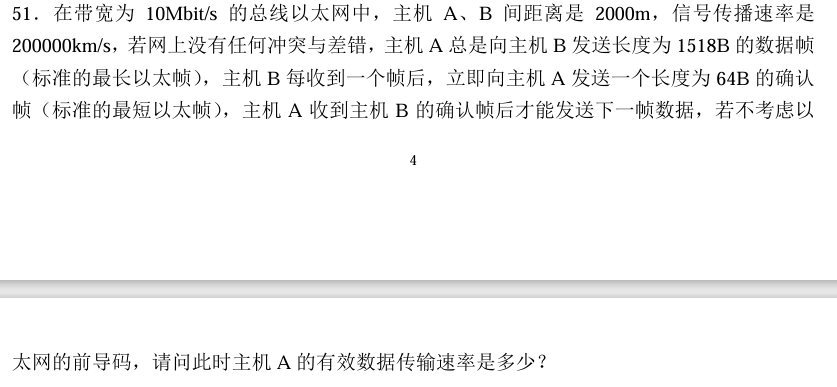 51．在带宽为 10Mbit/s 的总线以太网中，主机 A、B 间距离是 2000m，信号传播速率是
200000km/s，若网上没有任何冲突与差错，主机 A 总是向主机 B 发送长度为 1518B 的数据帧
（标准的最长以太帧），主机 B 每收到一个帧后，立即向主机 A 发送一个长度为 64B 的确认
帧（标准的最短以太帧），主机 A 收到主机 B 的确认帧后才能发送下一帧数据，若不考虑以
4
太网的前导码，请问此时主机 A 的有效数据传输速率是多少？